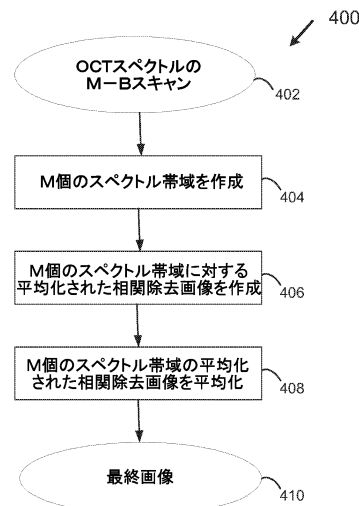 400
OCTスペクトルの
M－Bスキャン
402
M個のスペクトル帯域を作成
404
M個のスペクトル帯域に対する
平均化された相関除去画像を作成
406
M個のスペクトル帯域の平均化
された相関除去画像を平均化
408
最終画像
410